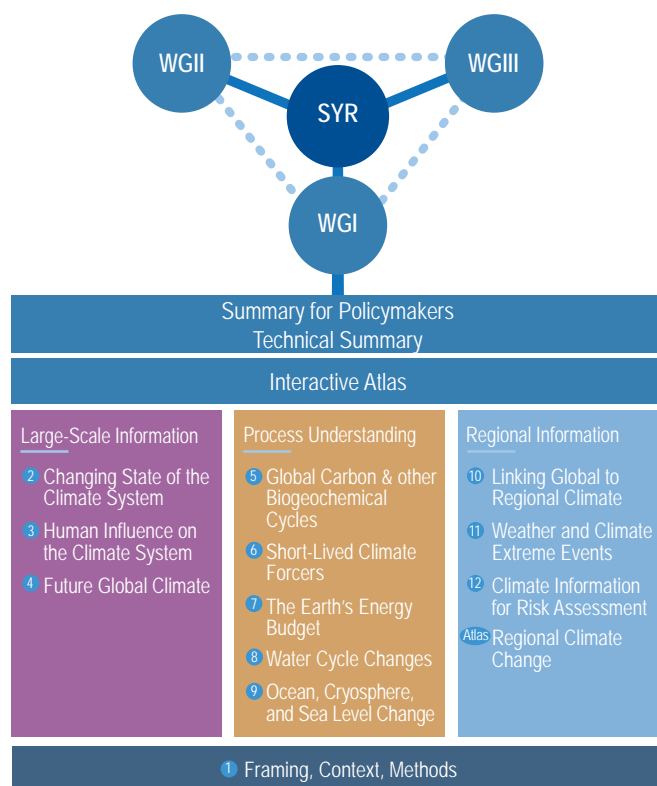 WGII
WGIII
SYR
WGI
Summary for Policymakers
Technical Summary
Interactive Atlas
Large-Scale Information
2 Changing State of the
Climate System
3 Human Influence on
the Climate System
4 Future Global Climate
Process Understanding
5 Global Carbon & other
Biogeochemical
Cycles
6 Short-Lived Climate
Forcers
7 The Earth's Energy
Budget
8 Water Cycle Changes
9 Ocean, Cryosphere,
and Sea Level Change
Regional Information
10 Linking Global to
Regional Climate
11 Weather and Climate
Extreme Events
12 Climate Information
for Risk Assessment
Atlas Regional Climate
Change
1 Framing, Context, Methods